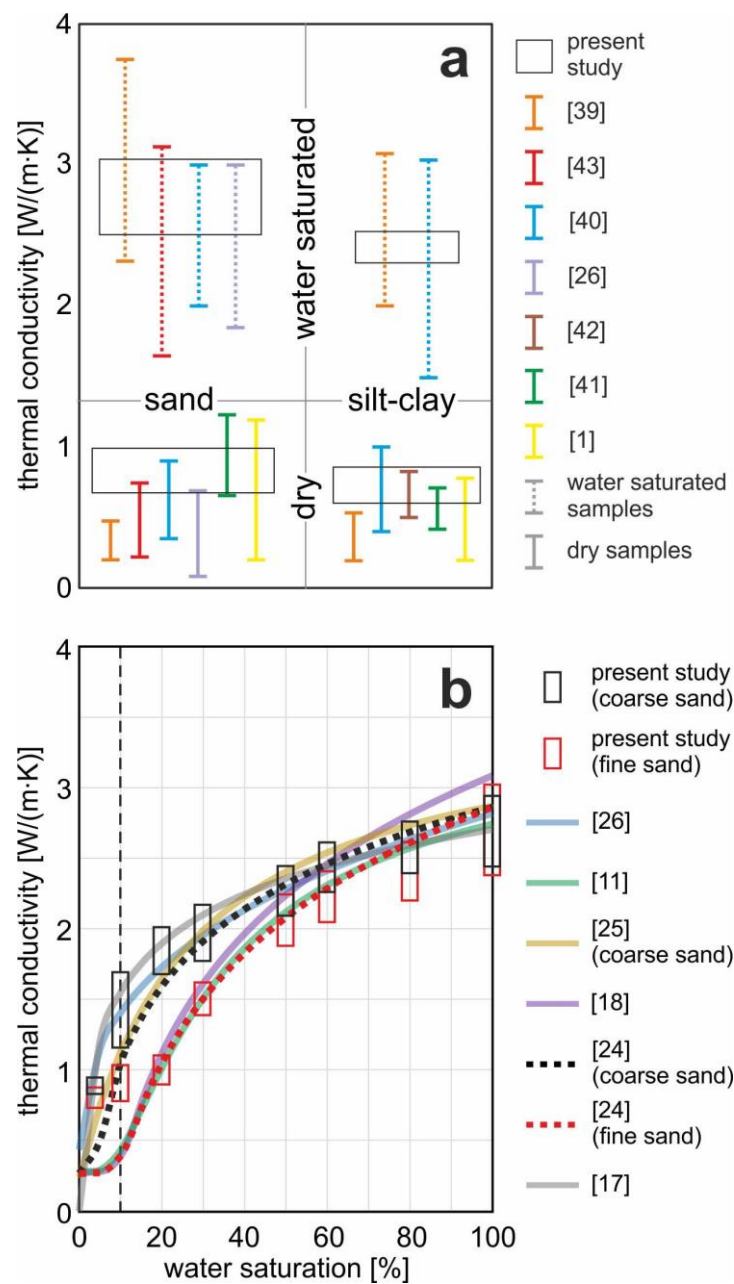 4
3
2
1
0
thermal conductivity [W/(m·K)]
a
water saturated
sand
silt-clay
dry
present
study
[39]
[43]
[40]
[26]
[42]
[41]
[1]
water saturated
samples
dry samples
4
3
2
1
0
thermal conductivity [W/(m·K)]
b
20
40
60
80
100
water saturation [%]
present study
(coarse sand)
present study
(fine sand)
[26]
[11]
[25]
(coarse sand)
[18]
[24]
(coarse sand)
[24]
(fine sand)
[17]